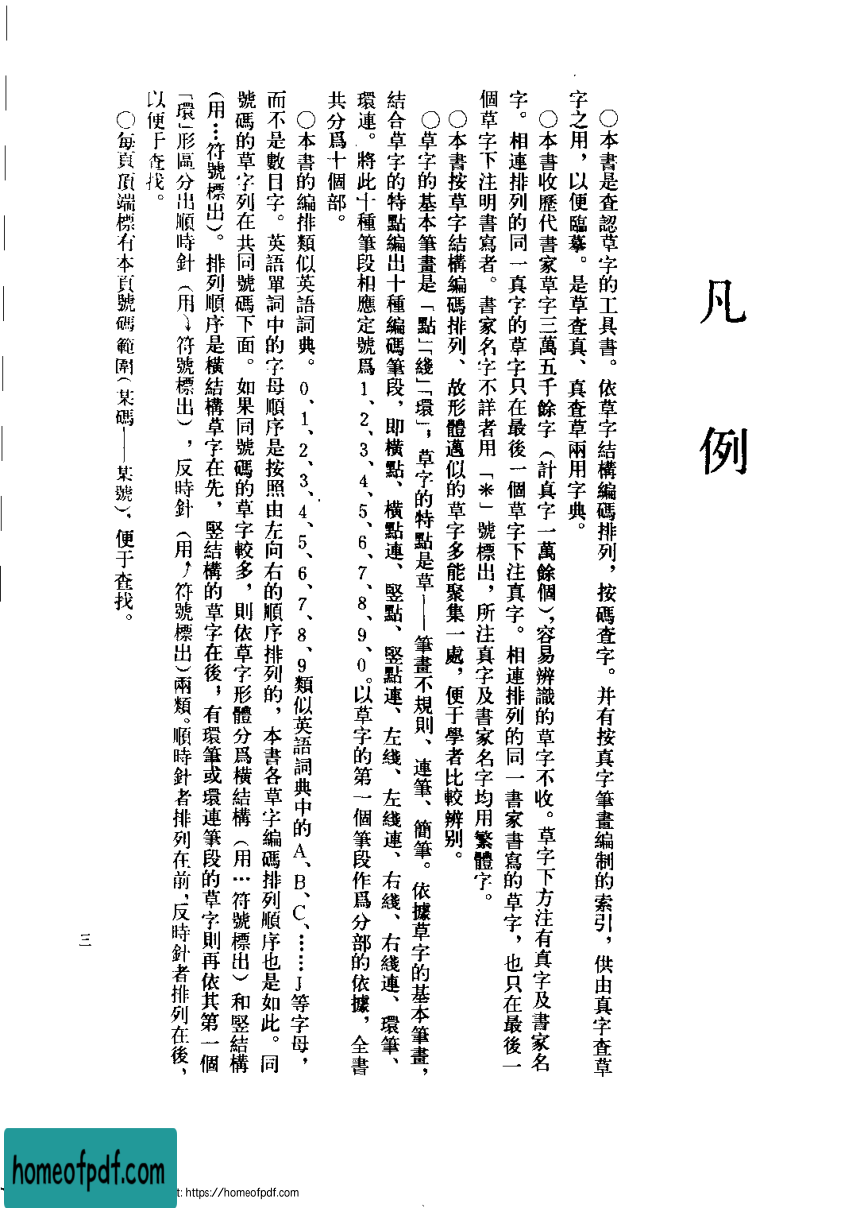 凡例
○本書是查認草字的工具書。依草字結構編碼排列，按碼查字。并有按真字筆畫編制的索引，供由真字查草
字之用，以便臨摹。是草查真、真查草兩用字典。
○本書收歷代書家草字三萬五千餘字（計真字一萬餘個），容易辨識的草字不收。草字下方注有真字及書家名
字。相連排列的同一真字的草字只在最後一個草字下注真字。相連排列的同一書家書寫的草字，也只在最後一
個草字下注明書寫者。書家名字不詳者用「＊」號標出，所注真字及書家名字均用繁體字。
○本書按草字結構編碼排列、故形體邁似的草字多能聚集一處，便于學者比較辨別。
○草字的基本筆畫是「點」「綫」「環」；草字的特點是草——筆畫不規則、連筆、簡筆。依據草字的基本筆畫，
結合草字的特點編出十種編碼筆段，即橫點、橫點連、竪點、竪點連、左綫、左綫連、右綫、右綫連、環筆、
環連。將此十種筆段相應定號爲1、2、3、4、5、6、7、8、9、0。以草字的第一個筆段作爲分部的依據，全書
共分爲十個部。
○本書的編排類似英語詞典。0、1、2、3、4、5、6、7、8、9類似英語詞典中的A、B、C、……J等字母，
而不是數目字。英語單詞中的字母順序是按照由左向右的順序排列的，本書各草字編碼排列順序也是如此。同
號碼的草字列在共同號碼下面。如果同號碼的草字較多，則依草字形體分爲橫結構（用…符號標出）和竪結構
（用…符號標出）。排列順序是橫結構草字在先，竪結構的草字在後；有環筆或環連筆段的草字則再依其第一個
「環」形區分出順時針（用符號標出），反時針（用符號標出）兩類。順時針者排列在前，反時針者排列在後，
以便于查找。
○每頁頂端標有本頁號碼範圍（某碼——某號），便于查找。
三
homeofpdf.com
t: https://homeofpdf.com